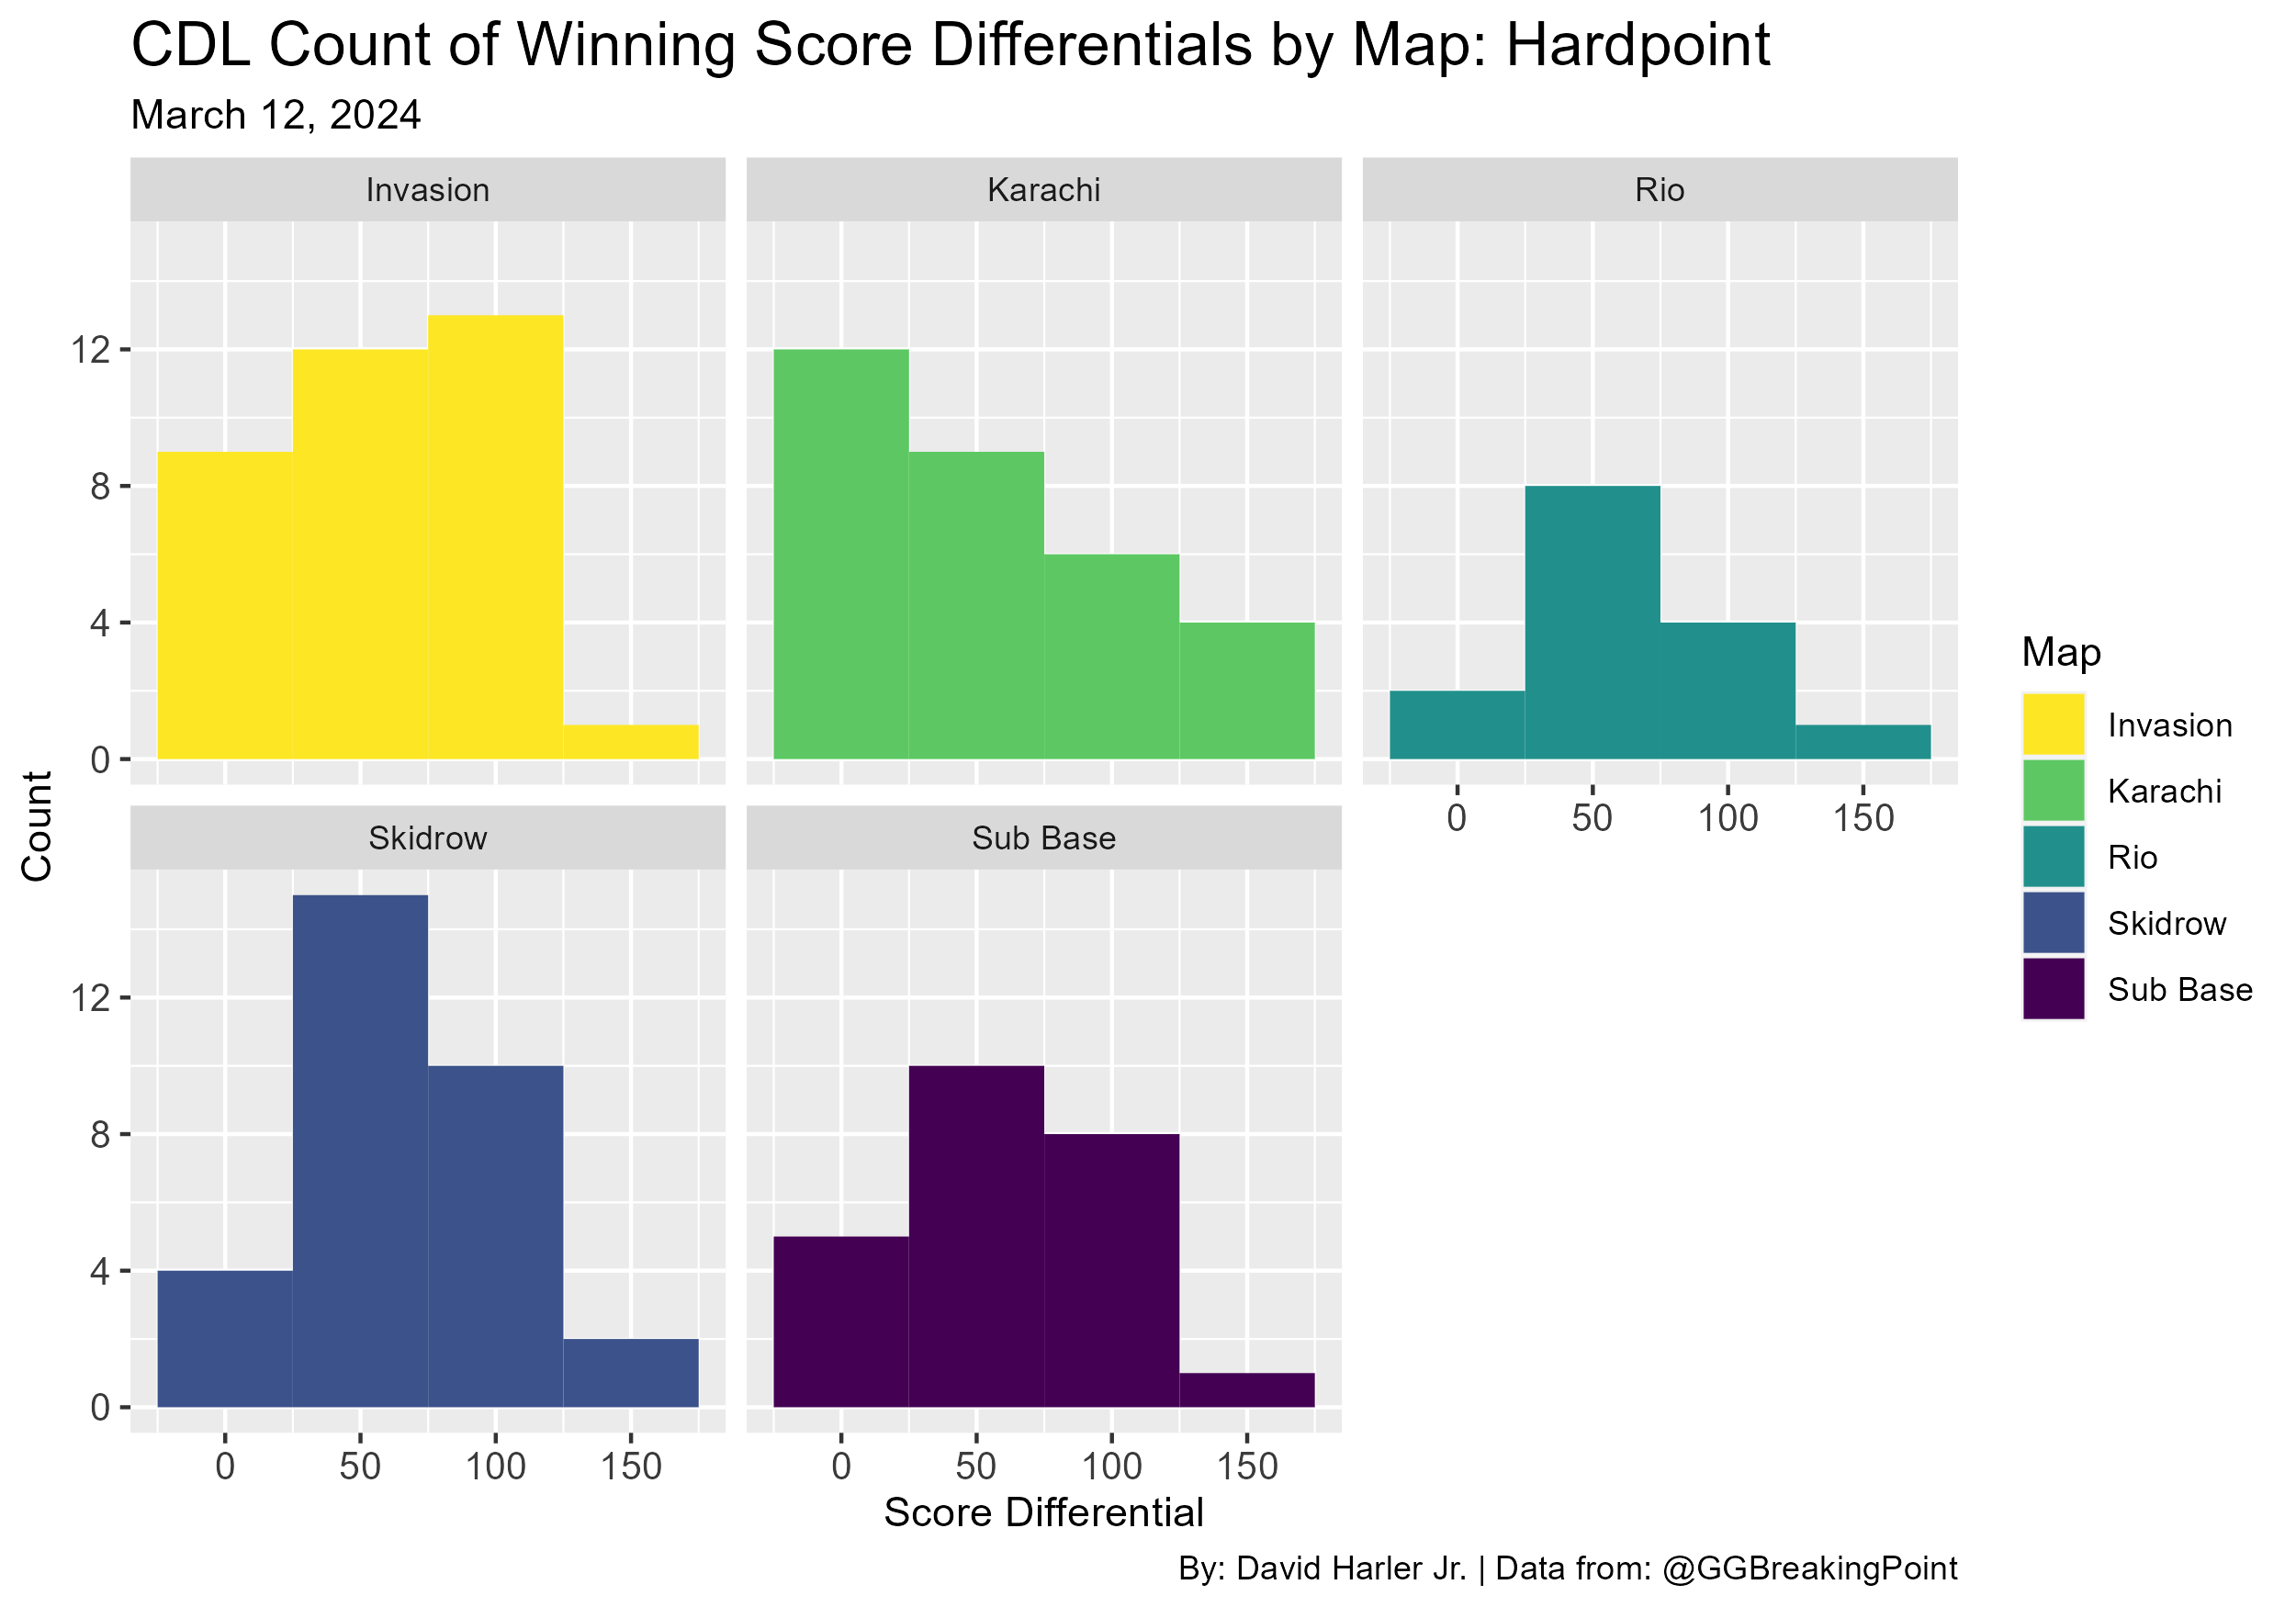 CDL Count of Winning Score Differentials by Map: Hardpoint
March 12, 2024
Invasion
Karachi
Rio
12
8
4
0
0 50 100 150
Skidrow
Sub Base
12
8
4
0
0 50 100 150
0 50 100 150
Count
Score Differential
Map
Invasion
Karachi
Rio
Skidrow
Sub Base
By: David Harler Jr. | Data from: @GGBreakingPoint